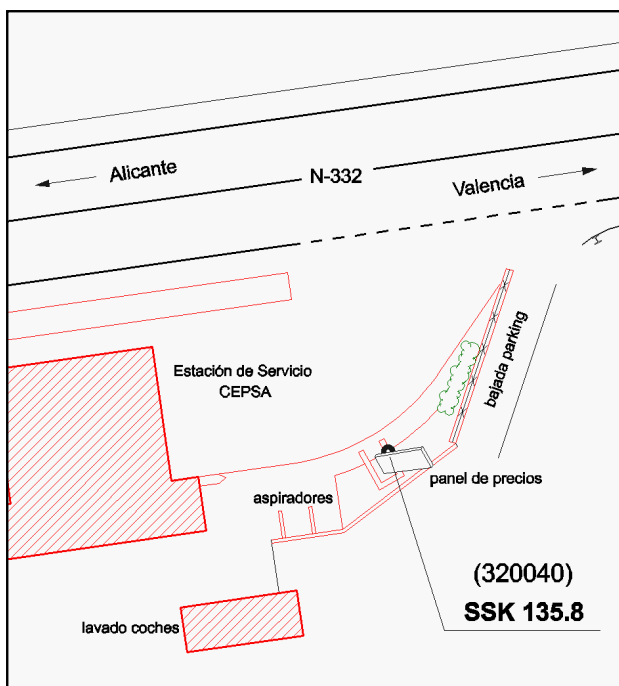 Alicante
N-332
Valencia
Estación de Servicio
CEPSA
bajada parking
panel de precios
aspiradores
(320040)
SSK 135.8
lavado coches